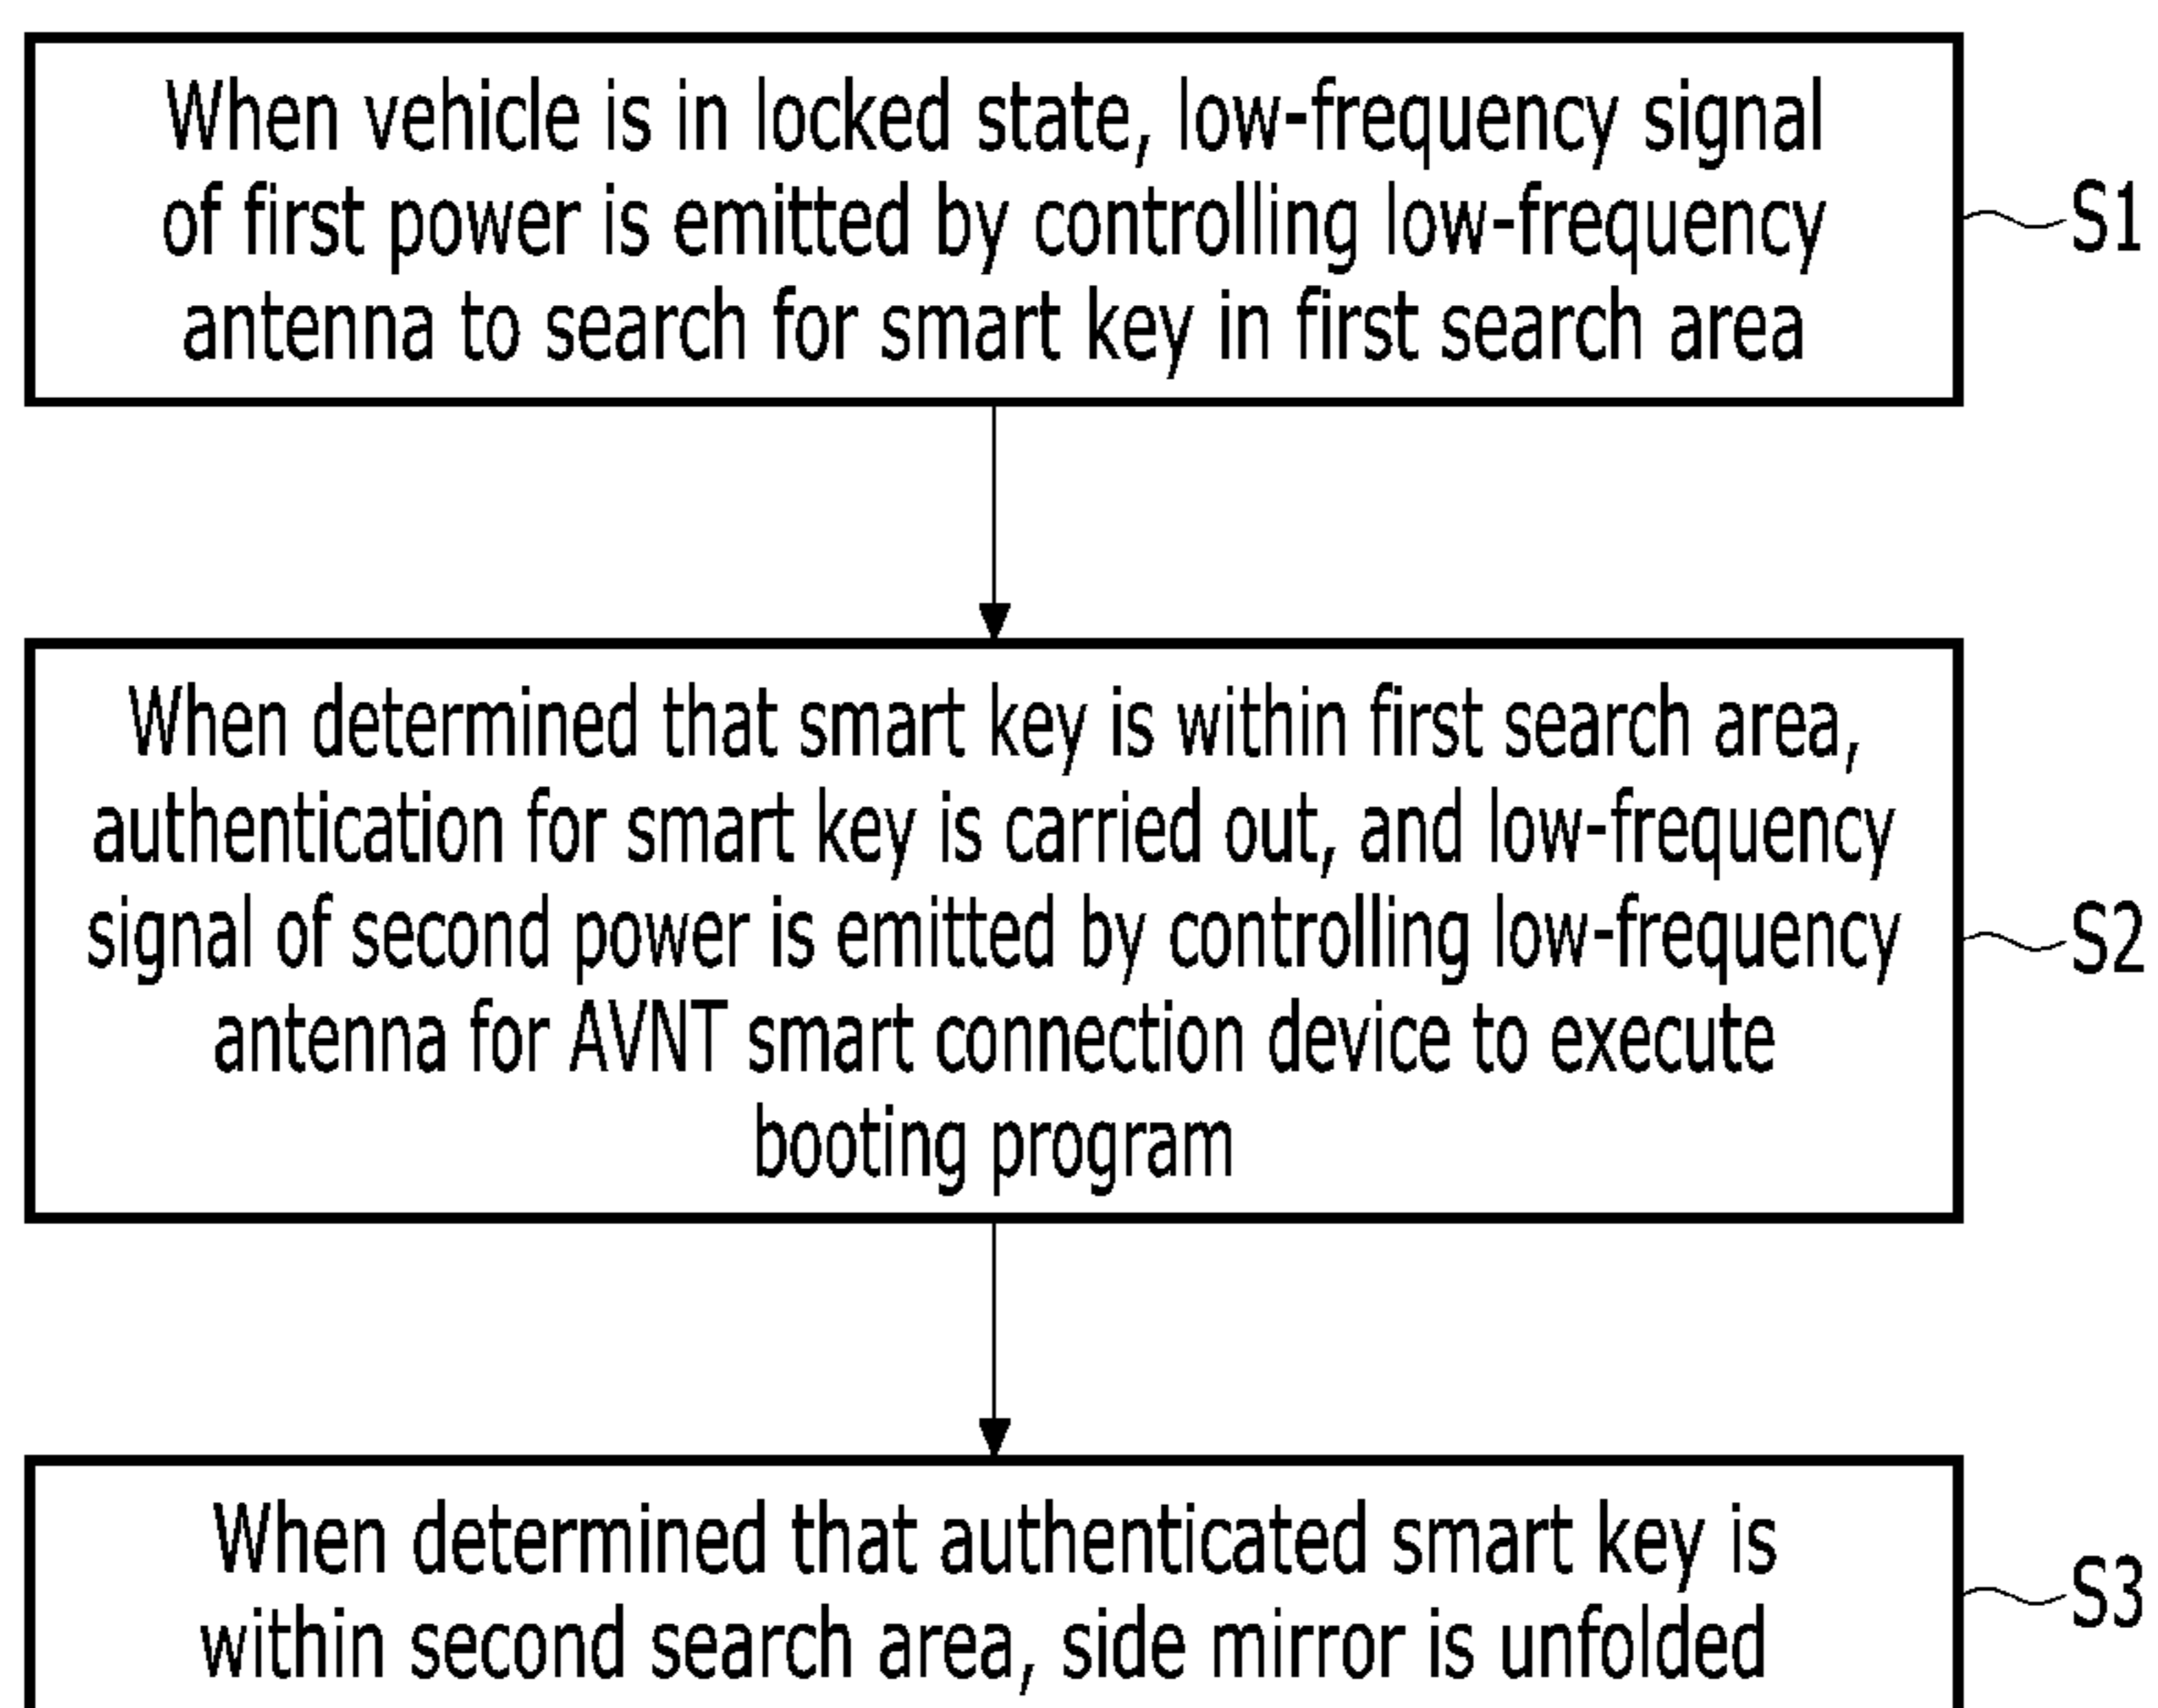 When vehicle is in locked state, low-frequency signal
of first power is emitted by controlling low-frequency
antenna to search for smart key in first search area
S1
When determined that smart key is within first search area,
authentication for smart key is carried out, and low-frequency
signal of second power is emitted by controlling low-frequency
antenna for AVNT smart connection device to execute
booting program
S2
When determined that authenticated smart key is
within second search area, side mirror is unfolded
S3